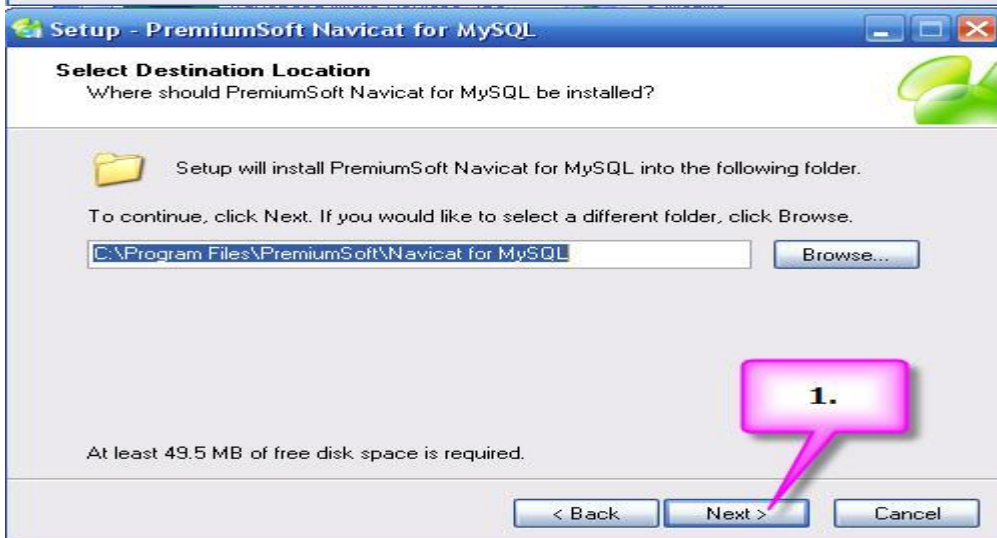 Setup - PremiumSoft Navicat for MySQL
Select Destination Location
Where should PremiumSoft Navicat for MySQL be installed?
Setup will install PremiumSoft Navicat for MySQL into the following folder.
To continue, click Next. If you would like to select a different folder, click Browse.
C:\Program Files\PremiumSoft\Navicat for MySQL
Browse...
1.
At least 49.5 MB of free disk space is required.
< Back
Next >
Cancel